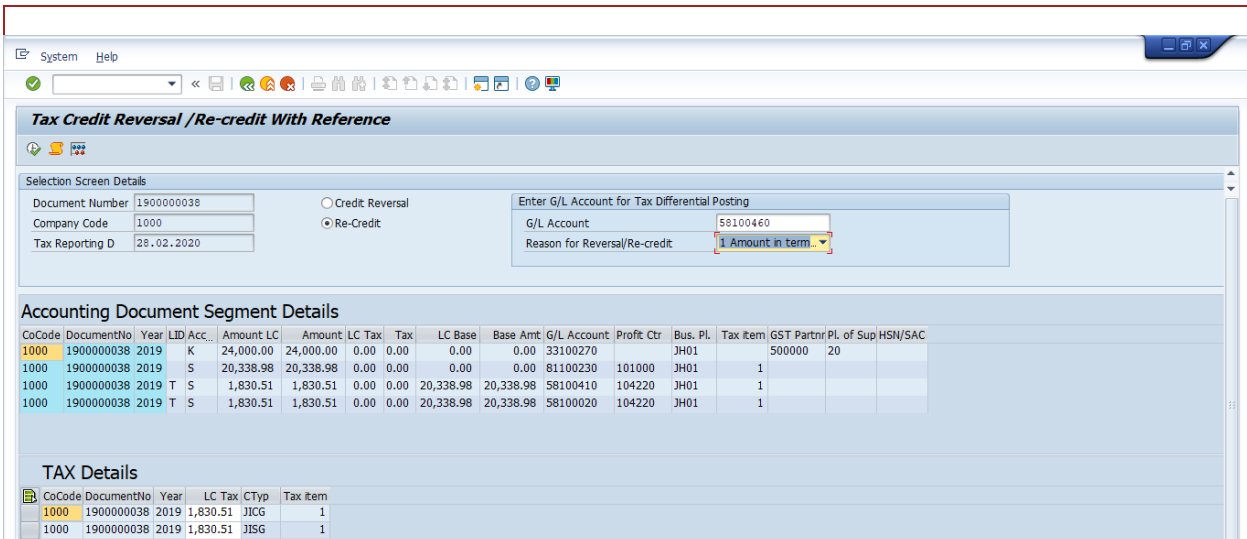 System Help
Tax Credit Reversal /Re-credit With Reference
Selection Screen Details
Document Number 1900000038 Credit Reversal Enter G/L Account for Tax Differential Posting
Company Code 1000 Re-Credit G/L Account 58100460
Tax Reporting D 28.02.2020 Reason for Reversal/Re-credit 1 Amount in term...
Accounting Document Segment Details
CoCode DocumentNo Year LID Acc... Amount LC Amount LC Tax Tax LC Base Base Amt G/L Account Profit Ctr Bus. Pl. Tax item GST Partnr Pl. of Sup HSN/SAC
1000 1900000038 2019 K 24,000.00 24,000.00 0.00 0.00 0.00 0.00 33100270 JH01 500000 20
1000 1900000038 2019 S 20,338.98 20,338.98 0.00 0.00 0.00 0.00 81100230 101000 JH01 1
1000 1900000038 2019 T S 1,830.51 1,830.51 0.00 0.00 20,338.98 20,338.98 58100410 104220 JH01 1
1000 1900000038 2019 T S 1,830.51 1,830.51 0.00 0.00 20,338.98 20,338.98 58100020 104220 JH01 1
TAX Details
CoCode DocumentNo Year LC Tax CTyp Tax item
1000 1900000038 2019 1,830.51 JICG 1
1000 1900000038 2019 1,830.51 JISG 1